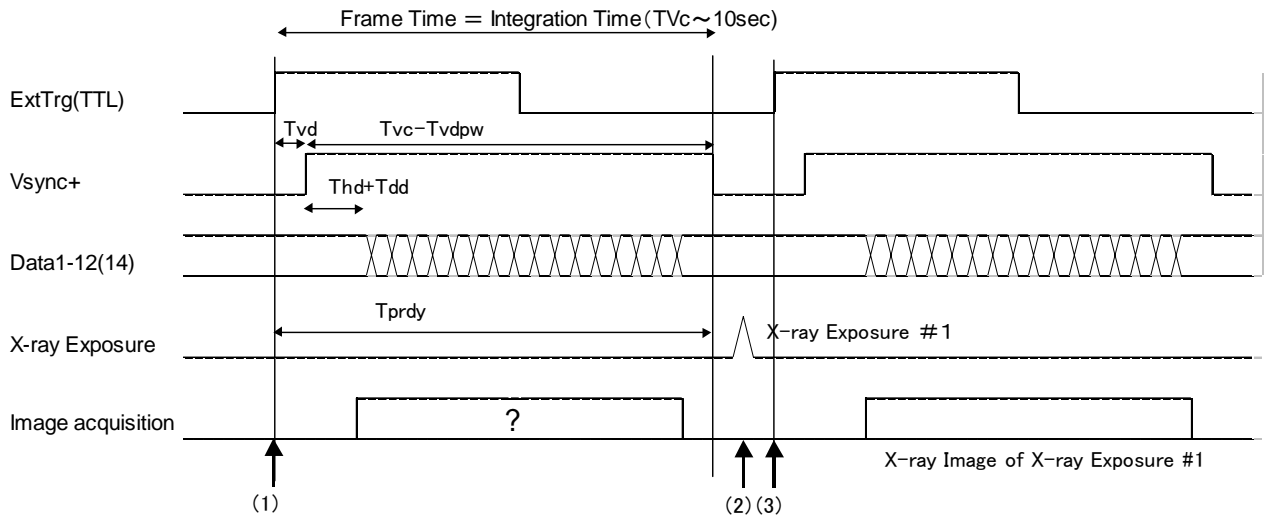 Frame Time = Integration Time(TVc～10sec)
ExtTrg(TTL)
Tvd
Tvc-Tvdpw
Vsync+
Thd+Tdd
Data1-12(14)
Tprdy
X-ray Exposure #1
X-ray Exposure
Image acquisition
?
X-ray Image of X-ray Exposure #1
(1)
(2)
(3)